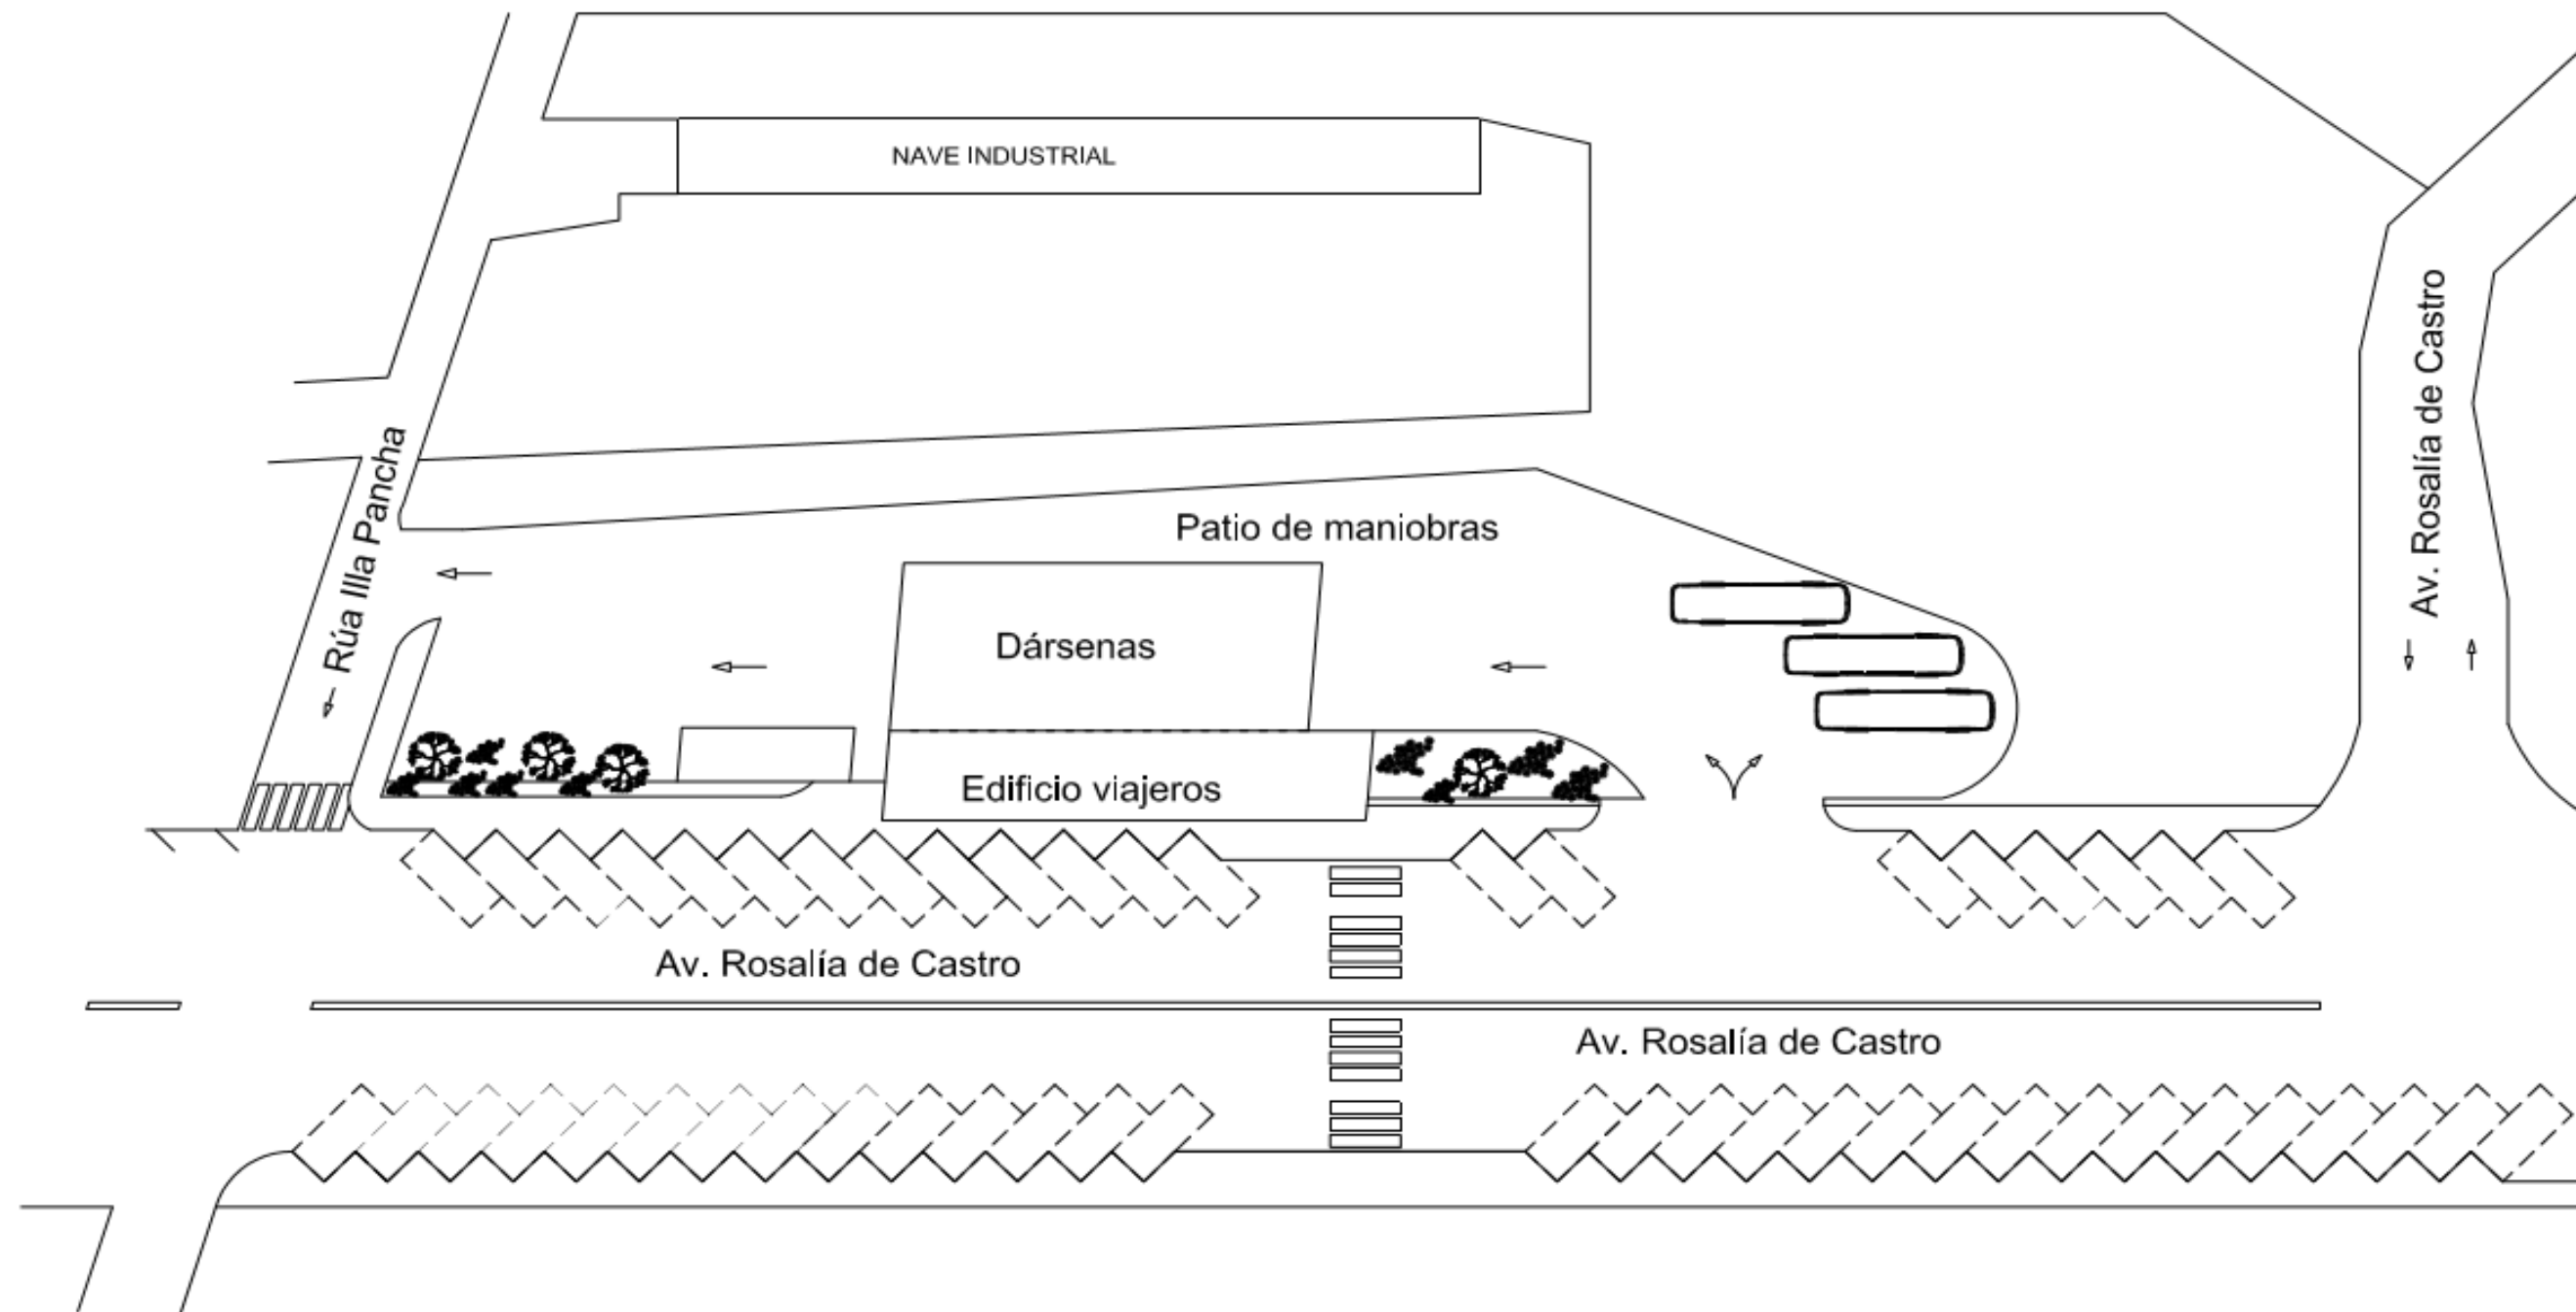 NAVE INDUSTRIAL
Av. Rosalía de Castro
Rúa Illa Pancha
Patio de maniobras
Dársenas
Edificio viajeros
Av. Rosalía de Castro
Av. Rosalía de Castro